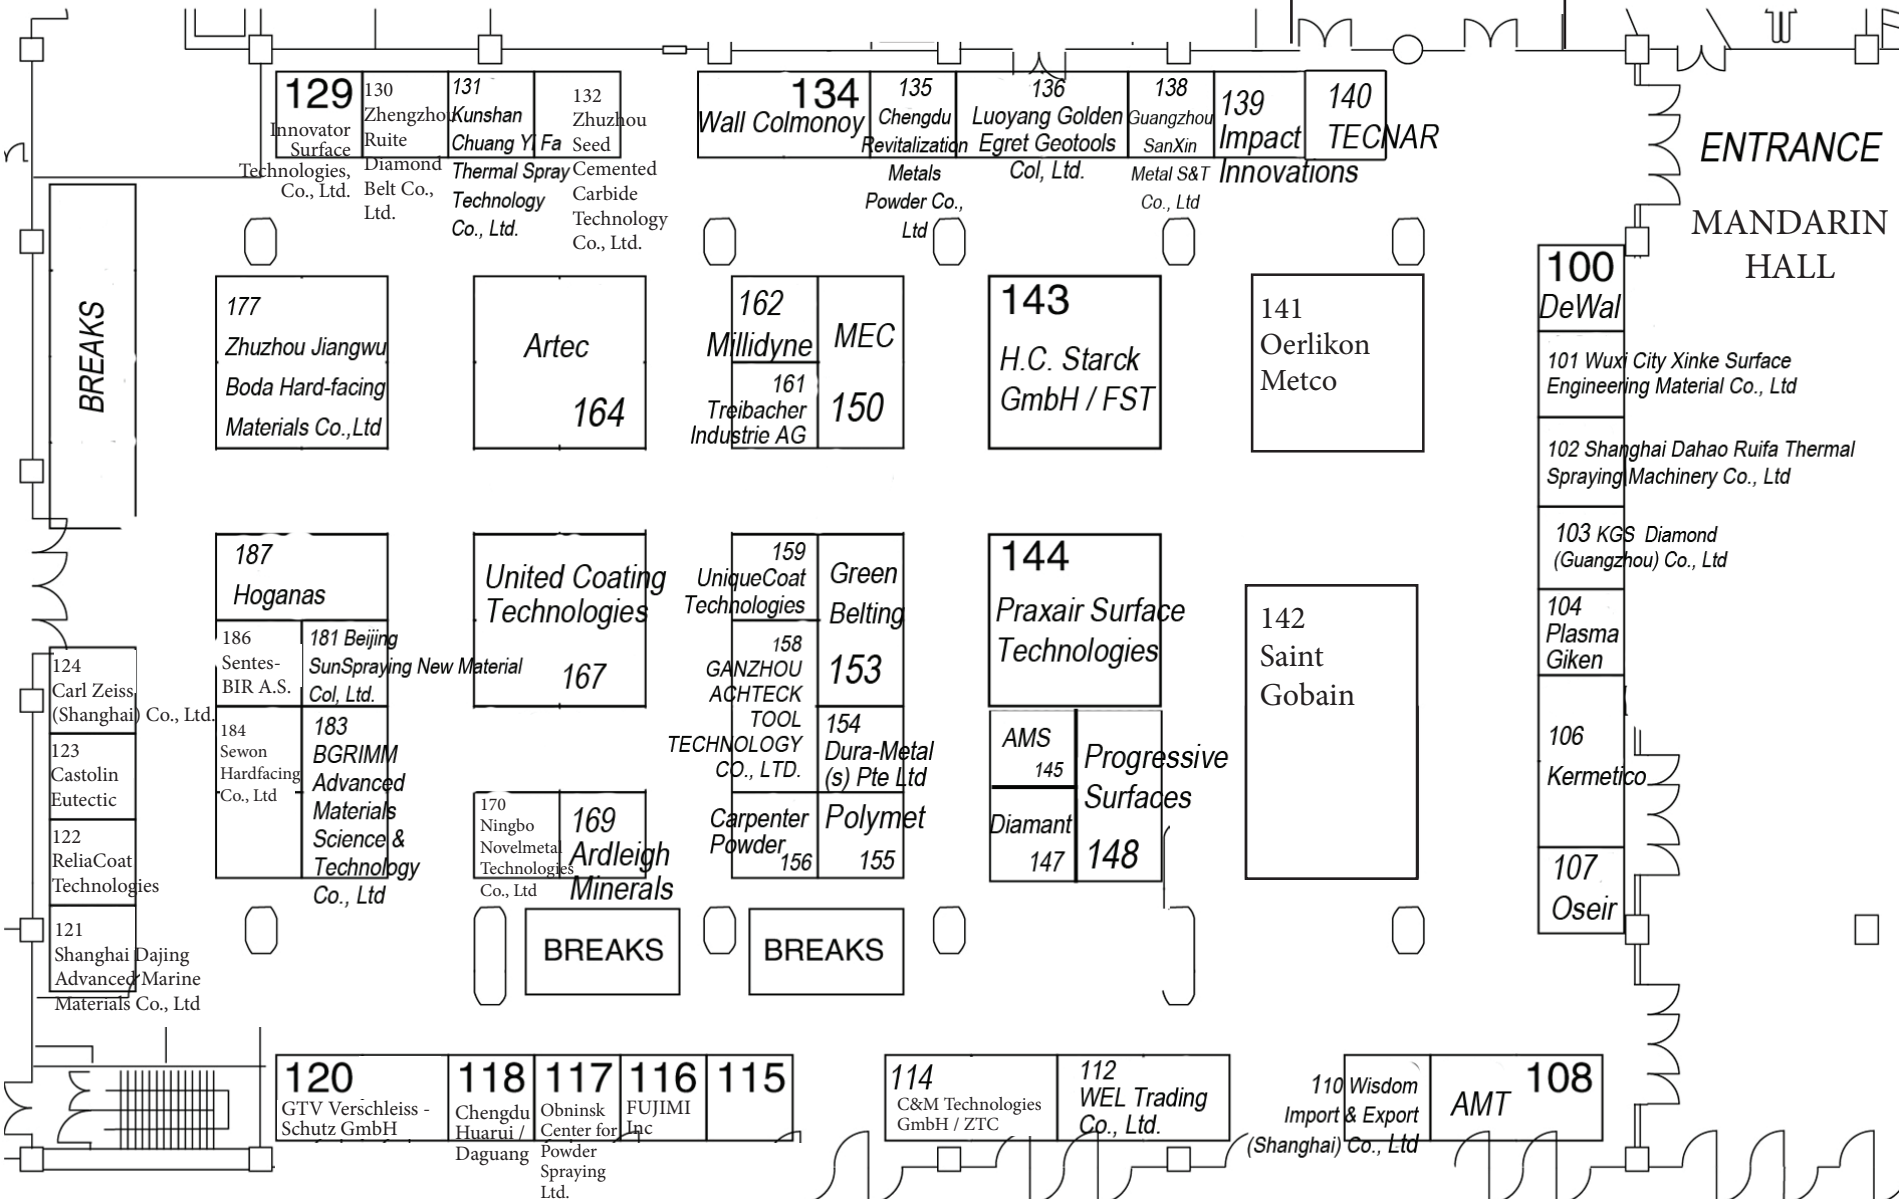 129
Innovator
Surface
Technologies,
Co., Ltd.
130
Zhengzhou
Ruite
Diamond
Belt Co.,
Ltd.
131
Kunshan
Chuang Yi Fa
Thermal Spray
Technology
Co., Ltd.
132
Zhuzhou
Seed
Cemented
Carbide
Technology
Co., Ltd.
134
Wall Colmonoy
135
Chengdu
Revitalization
Metals
Powder Co.,
Ltd
136
Luoyang Golden
Egret Geotools
Col, Ltd.
138
Guangzhou
SanXin
Metal S&T
Co., Ltd
139
Impact
Innovations
140
TECNAR
ENTRANCE
MANDARIN
HALL
BREAKS
177
Zhuzhou Jiangwu
Boda Hard-facing
Materials Co.,Ltd
Artec
164
162
Millidyne
161
Treibacher
Industrie AG
MEC
150
143
H.C. Starck
GmbH / FST
141
Oerlikon
Metco
100
DeWal
101 Wuxi City Xinke Surface
Engineering Material Co., Ltd
102 Shanghai Dahao Ruifa Thermal
Spraying Machinery Co., Ltd
103 KGS Diamond
(Guangzhou) Co., Ltd
104
Plasma
Giken
106
Kermetico
107
Oseir
187
Hoganas
186
Sentes-
BIR A.S.
181 Beijing
SunSpraying New Material
Col, Ltd.
184
Sewon
Hardfacing
Co., Ltd
183
BGRIMM
Advanced
Materials
Science &
Technology
Co., Ltd
United Coating
Technologies
167
170
Ningbo
Novelmetal
Technologies
Co., Ltd
169
Ardleigh
Minerals
159
UniqueCoat
Technologies
158
GANZHOU
ACHTECK
TOOL
TECHNOLOGY
CO., LTD.
Green
Belting
153
154
Dura-Metal
(s) Pte Ltd
Carpenter
Powder
156
Polymet
155
144
Praxair Surface
Technologies
AMS
145
Diamant
147
Progressive
Surfaces
148
142
Saint
Gobain
124
Carl Zeiss
(Shanghai) Co., Ltd.
123
Castolin
Eutectic
122
ReliaCoat
Technologies
121
Shanghai Dajing
Advanced Marine
Materials Co., Ltd
BREAKS
BREAKS
120
GTV Verschleiss -
Schutz GmbH
118
Chengdu
Huarui /
Daguang
117
Obninsk
Center for
Powder
Spraying
Ltd.
116
FUJIMI
Inc
115
114
C&M Technologies
GmbH / ZTC
112
WEL Trading
Co., Ltd.
110 Wisdom
Import & Export
(Shanghai) Co., Ltd
AMT
108